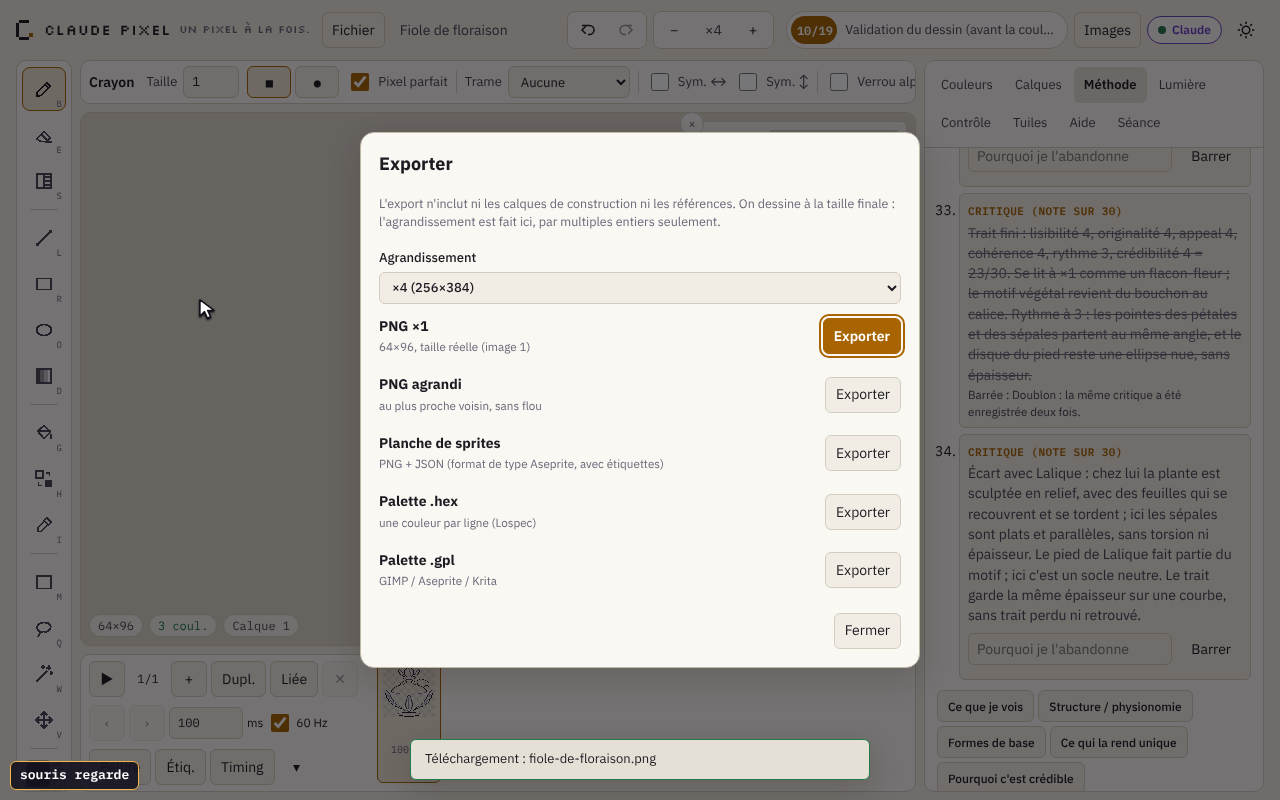 CLAUDE PIXEL UN PIXEL À LA FOIS. Fichier Fiole de floraison − ×4 + 10/19 Validation du dessin (avant la coul... Images Claude
Crayon Taille 1 Pixel parfait Trame Aucune Sym. ↔ Sym. ↕ Verrou alp
Couleurs Calques Méthode Lumière
Contrôle Tuiles Aide Séance
B
E
S
L
R
O
D
G
H
I
M
Q
W
V
×
Exporter
L'export n'inclut ni les calques de construction ni les références. On dessine à la taille finale :
l'agrandissement est fait ici, par multiples entiers seulement.
Agrandissement
×4 (256×384)
PNG ×1
64×96, taille réelle (image 1)
Exporter
PNG agrandi
au plus proche voisin, sans flou
Exporter
Planche de sprites
PNG + JSON (format de type Aseprite, avec étiquettes)
Exporter
Palette .hex
une couleur par ligne (Lospec)
Exporter
Palette .gpl
GIMP / Aseprite / Krita
Exporter
Fermer
Pourquoi je l'abandonne Barrer
33. CRITIQUE (NOTE SUR 30)
Trait fini : lisibilité 4, originalité 4, appeal 4,
cohérence 4, rythme 3, crédibilité 4 =
23/30. Se lit à ×1 comme un flacon-fleur ;
le motif végétal revient du bouchon au
calice. Rythme à 3 : les pointes des pétales
et des sépales partent au même angle, et le
disque du pied reste une ellipse nue, sans
épaisseur.
Barrée : Doublon : la même critique a été
enregistrée deux fois.
34. CRITIQUE (NOTE SUR 30)
Écart avec Lalique : chez lui la plante est
sculptée en relief, avec des feuilles qui se
recouvrent et se tordent ; ici les sépales
sont plats et parallèles, sans torsion ni
épaisseur. Le pied de Lalique fait partie du
motif ; ici c'est un socle neutre. Le trait
garde la même épaisseur sur une courbe,
sans trait perdu ni retrouvé.
Pourquoi je l'abandonne Barrer
Ce que je vois Structure / physionomie
Formes de base Ce qui la rend unique
Pourquoi c'est crédible
64×96 3 coul. Calque 1
1/1 + Dupl. Liée ×
‹ › 100 ms 60 Hz
Étiq. Timing ▾
100
Téléchargement : fiole-de-floraison.png
souris regarde